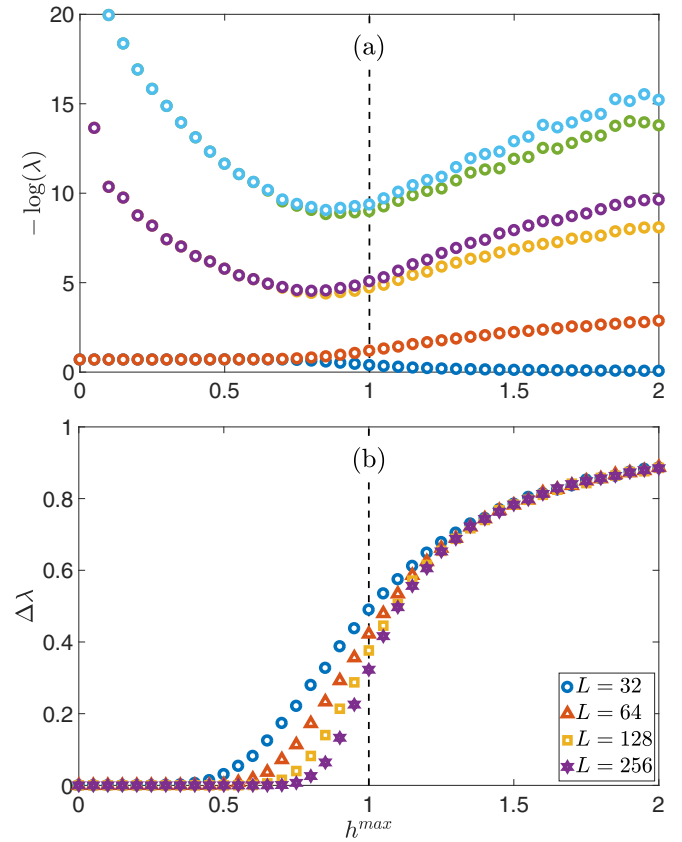 (a)
20
15
10
5
0
− log(λ)
0 0.5 1 1.5 2
(b)
1
0.8
0.6
0.4
0.2
0
Δλ
L = 32
L = 64
L = 128
L = 256
0 0.5 1 1.5 2
h^{max}